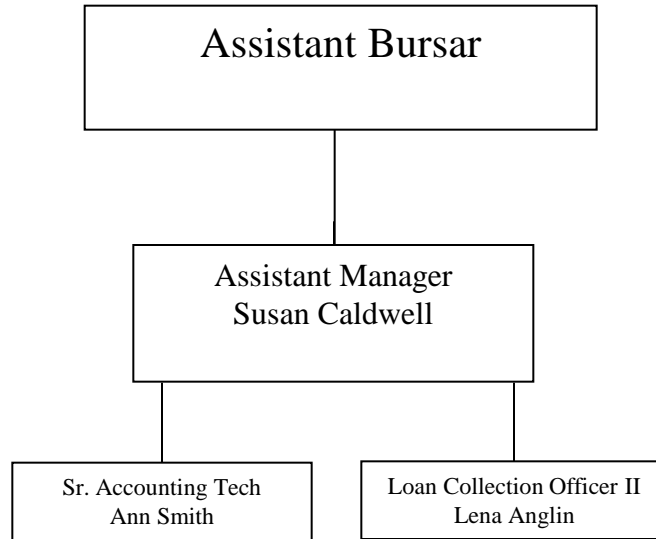 Assistant Bursar
Assistant Manager
Susan Caldwell
Sr. Accounting Tech
Ann Smith
Loan Collection Officer II
Lena Anglin